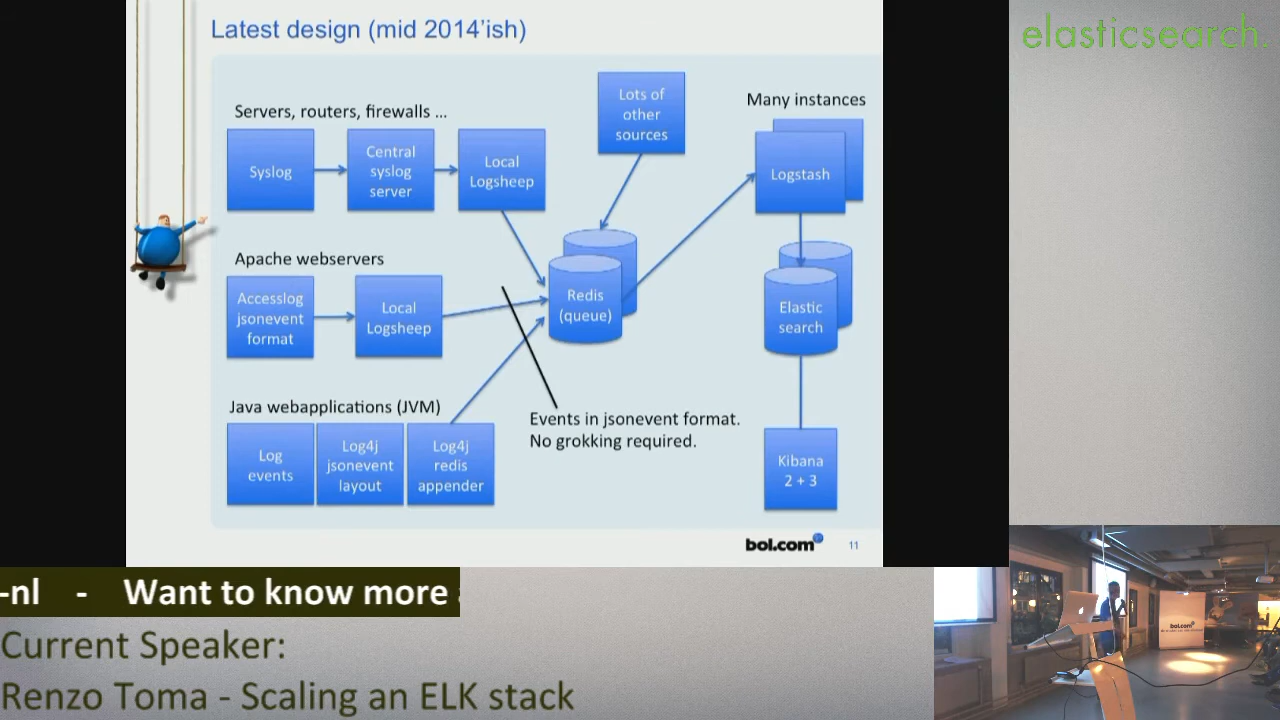 Latest design (mid 2014'ish)
elasticsearch.
Servers, routers, firewalls ...
Syslog
Central
syslog
server
Local
Logsheep
Lots of
other
sources
Many instances
Logstash
Apache webservers
Accesslog
jsonevent
format
Local
Logsheep
Redis
(queue)
Elastic
search
Java webapplications (JVM)
Log
events
Log4j
jsonevent
layout
Log4j
redis
appender
Events in jsonevent format.
No grokking required.
Kibana
2 + 3
bol.com
11
-nl - Want to know more
Current Speaker:
Renzo Toma - Scaling an ELK stack
bol.com